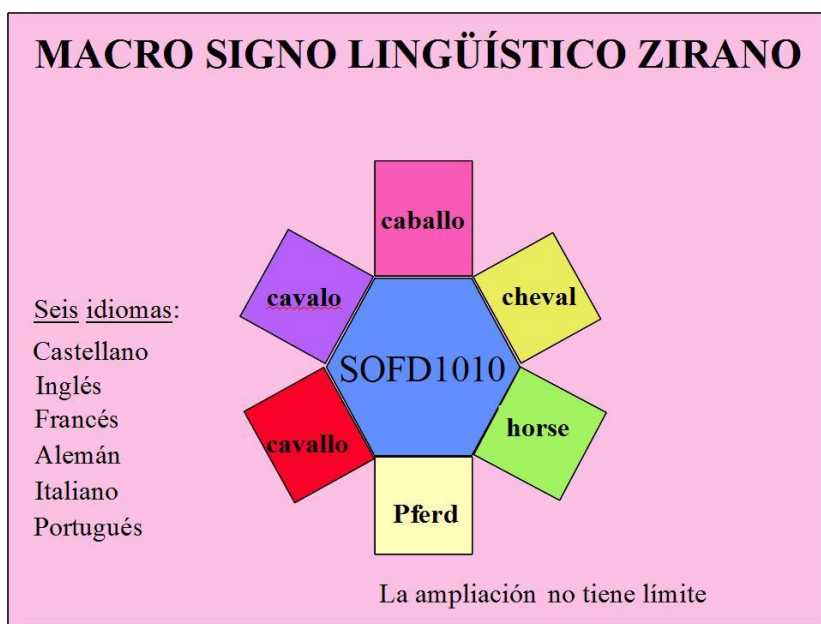 MACRO SIGNO LINGÜÍSTICO ZIRANO
caballo
cavalo
cheval
SOFD1010
cavallo
horse
Pferd
Seis idiomas:
Castellano
Inglés
Francés
Alemán
Italiano
Portugués
La ampliación no tiene límite